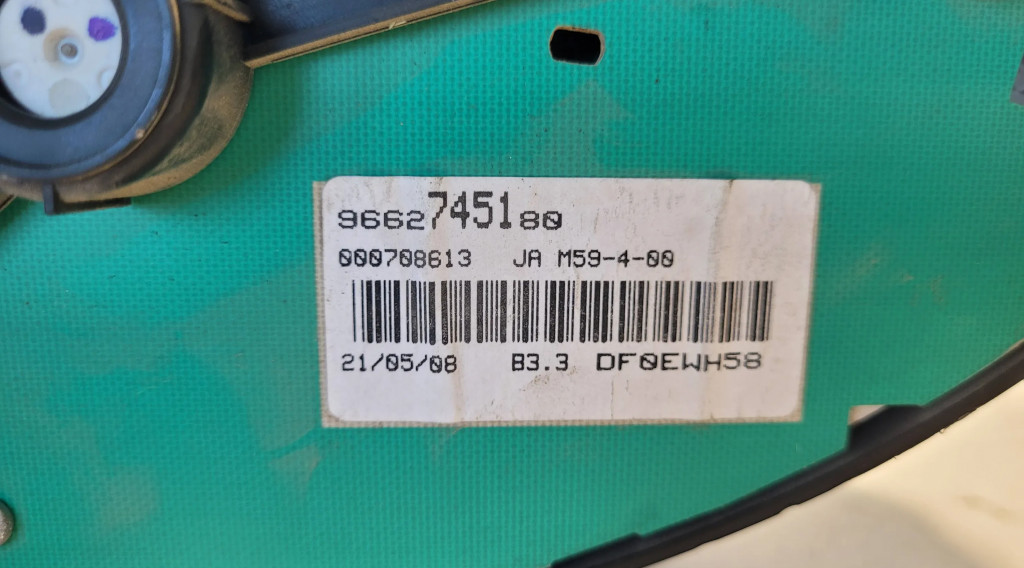 9662745180
000708613 JA M59-4-00
21/05/08 B3.3 DF0EWH58